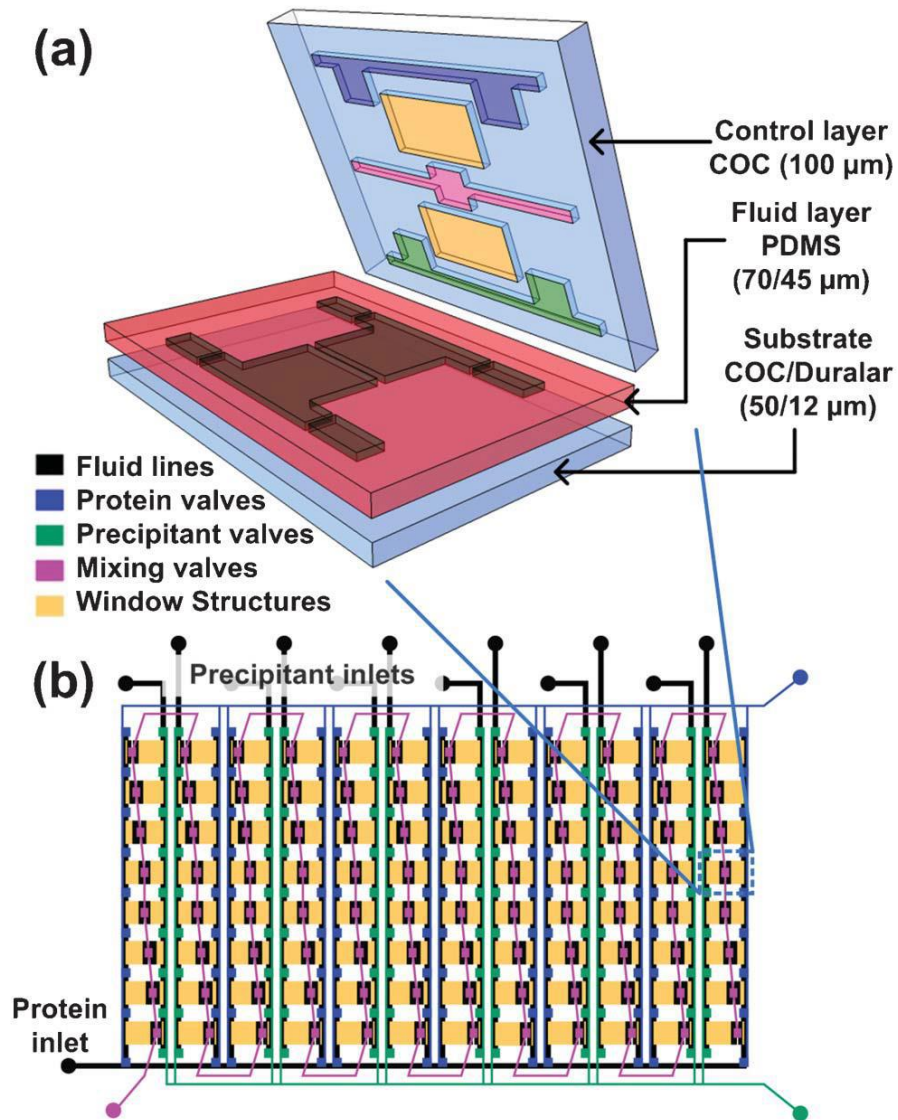 (a)
Control layer
COC (100 µm)
Fluid layer
PDMS
(70/45 µm)
Substrate
COC/Duralar
(50/12 µm)
Fluid lines
Protein valves
Precipitant valves
Mixing valves
Window Structures
(b)
Precipitant inlets
Protein
inlet